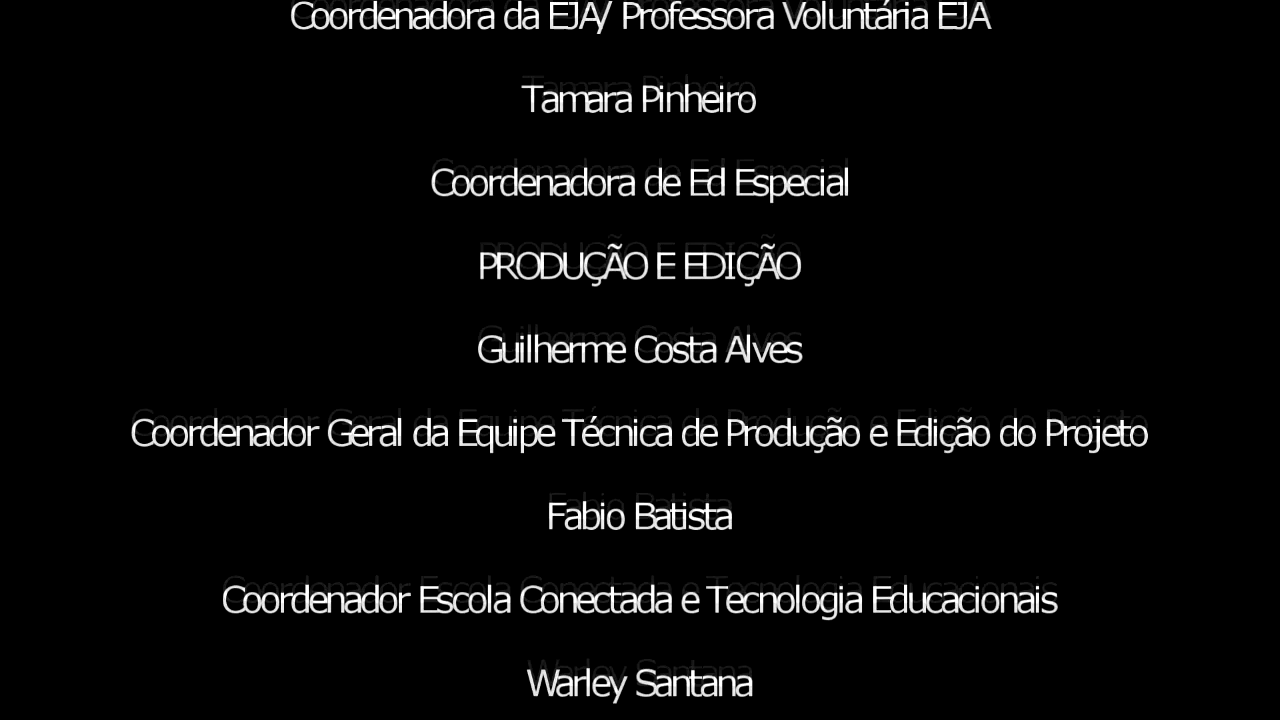 Coordenadora da EJA/ Professora Voluntária EJA
Tamara Pinheiro
Coordenadora de Ed Especial
PRODUÇÃO E EDIÇÃO
Guilherme Costa Alves
Coordenador Geral da Equipe Técnica de Produção e Edição do Projeto
Fabio Batista
Coordenador Escola Conectada e Tecnologia Educacionais
Warley Santana